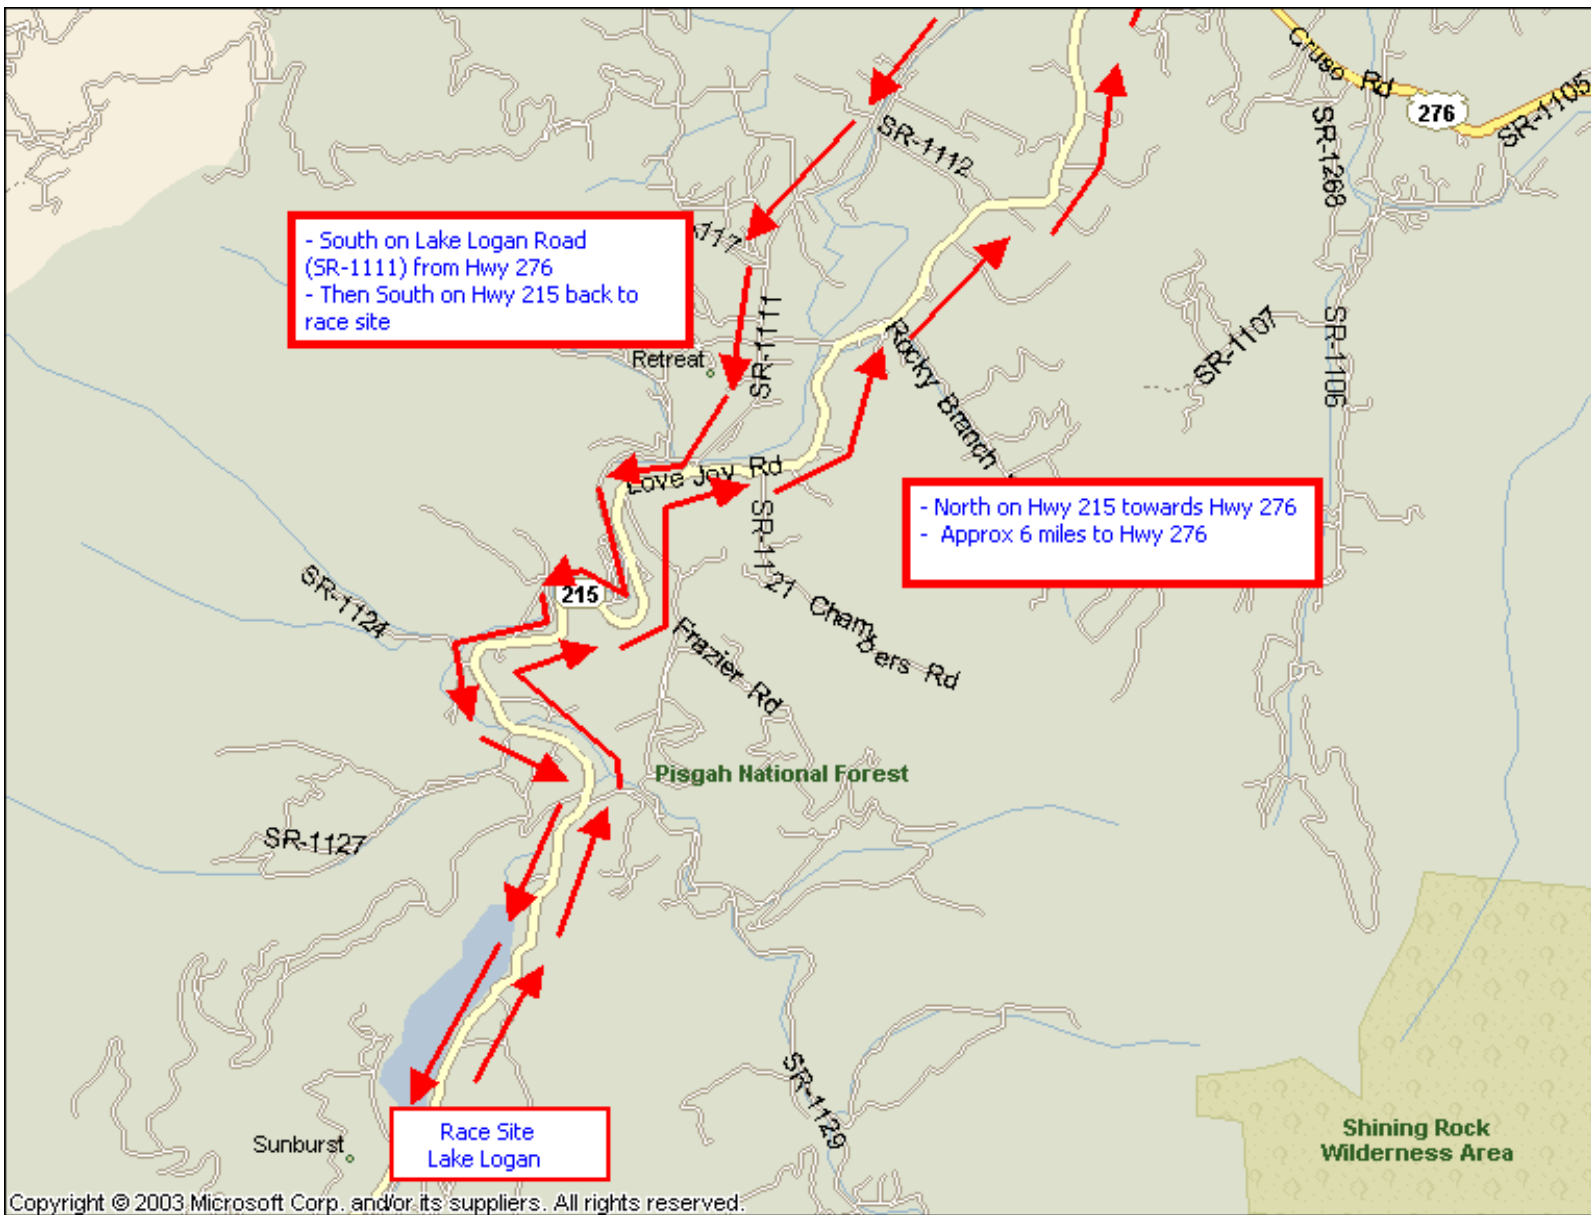 Cruso Rd
276
SR-1105
SR-1112
SR-1268
- South on Lake Logan Road
(SR-1111) from Hwy 276
- Then South on Hwy 215 back to
race site
SR-1111
SR-1107
SR-1106
Retreat
Rocky Branch
Love Joy Rd
- North on Hwy 215 towards Hwy 276
- Approx 6 miles to Hwy 276
SR-1121 Chambers Rd
215
SR-1124
Frazier Rd
Pisgah National Forest
SR-1127
SR-1129
Race Site
Lake Logan
Sunburst
Shining Rock
Wilderness Area
Copyright © 2003 Microsoft Corp. and/or its suppliers. All rights reserved.